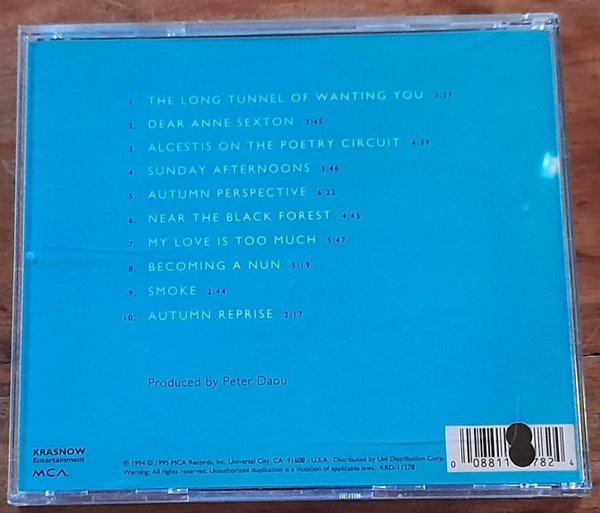 1. THE LONG TUNNEL OF WANTING YOU 3:37
2. DEAR ANNE SEXTON 3:45
3. ALCESTIS ON THE POETRY CIRCUIT 4:39
4. SUNDAY AFTERNOONS 3:46
5. AUTUMN PERSPECTIVE 6:22
6. NEAR THE BLACK FOREST 4:45
7. MY LOVE IS TOO MUCH 5:47
8. BECOMING A NUN 5:19
9. SMOKE 2:44
10. AUTUMN REPRISE 2:17
Produced by Peter Daou
KRASNOW
Entertainment
MCA
℗ 1994 © 1995 MCA Records, Inc. Universal City, CA 91608 - U.S.A. Distributed by Uni Distribution Corp.
Warning: All rights reserved. Unauthorized duplication is a violation of applicable laws. KRD-11278
8
0 08811 782 4